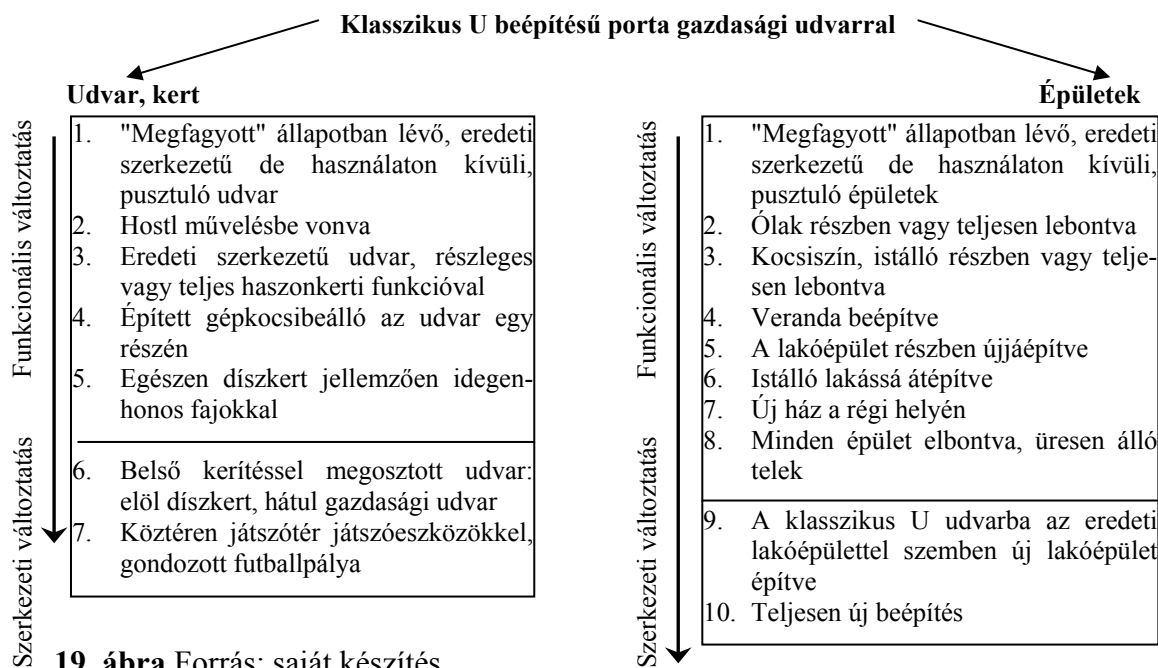 Klasszikus U beépítésű porta gazdasági udvarral
Udvar, kert
Funkcionális változtatás
Szerkezeti változtatás
1. "Megfagyott" állapotban lévő, eredeti
szerkezetű de használaton kívüli,
pusztuló udvar
2. Hostl művelésbe vonva
3. Eredeti szerkezetű udvar, részleges
vagy teljes haszonkerti funkcióval
4. Épített gépkocsibeálló az udvar egy
részén
5. Egészen díszkert jellemzően idegen-
honos fajokkal
6. Belső kerítéssel megosztott udvar:
elöl díszkert, hátul gazdasági udvar
7. Köztéren játszótér játszóeszközökkel,
gondozott futballpálya
Épületek
Funkcionális változtatás
Szerkezeti változtatás
1. "Megfagyott" állapotban lévő, eredeti
szerkezetű de használaton kívüli,
pusztuló épületek
2. Ólak részben vagy teljesen lebontva
3. Kocsiszín, istálló részben vagy telje-
sen lebontva
4. Veranda beépítve
5. A lakóépület részben újjáépítve
6. Istálló lakássá átépítve
7. Új ház a régi helyén
8. Minden épület elbontva, üresen álló
telek
9. A klasszikus U udvarba az eredeti
lakóépülettel szemben új lakóépület
építve
10. Teljesen új beépítés
19. ábra Forrás: saját készítés